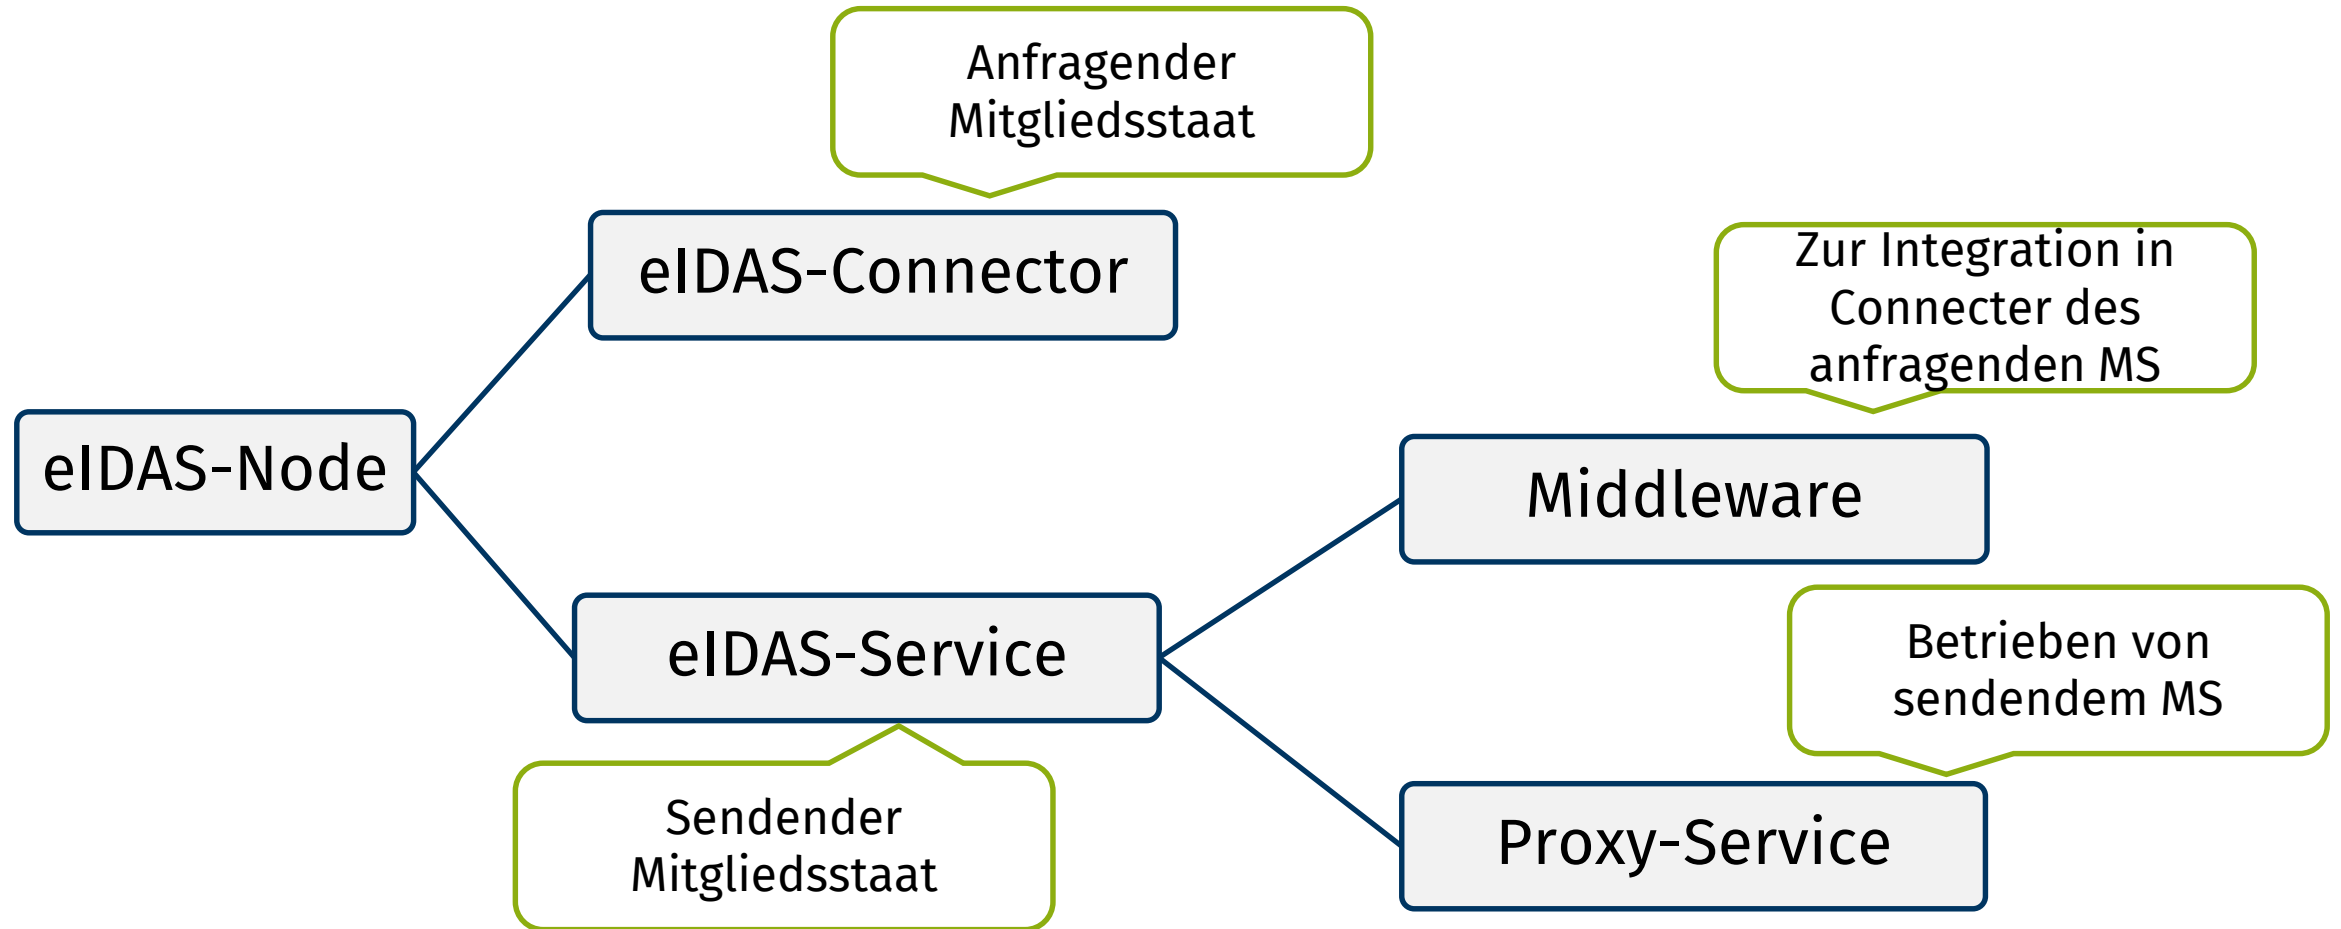 Anfragender
Mitgliedsstaat
eIDAS-Connector
Zur Integration in
Connecter des
anfragenden MS
eIDAS-Node
Middleware
eIDAS-Service
Betrieben von
sendendem MS
Sendender
Mitgliedsstaat
Proxy-Service